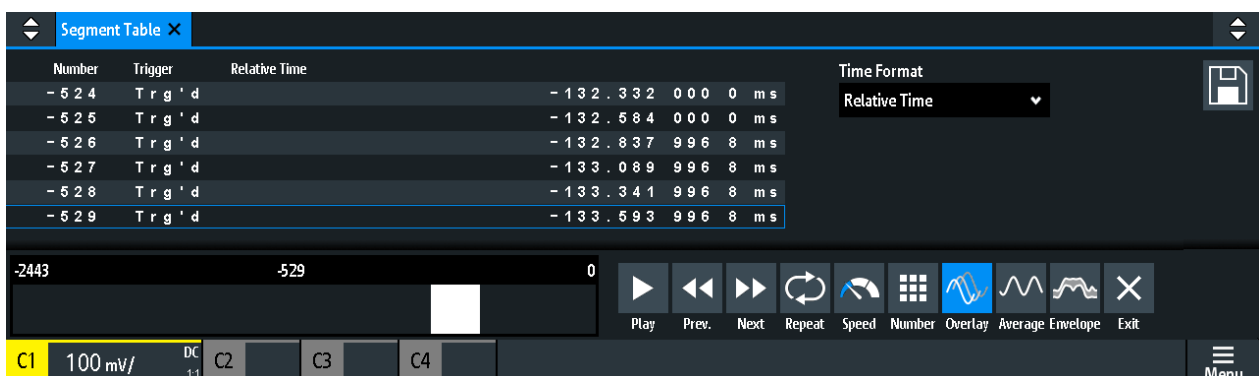 Segment Table ×
Number Trigger Relative Time
Time Format
-524 Trg'd -132.332 000 0 ms
Relative Time
-525 Trg'd -132.584 000 0 ms
-526 Trg'd -132.837 996 8 ms
-527 Trg'd -133.089 996 8 ms
-528 Trg'd -133.341 996 8 ms
-529 Trg'd -133.593 996 8 ms
-2443 -529 0
Play Prev. Next Repeat Speed Number Overlay Average Envelope Exit
C1 100 mV/ DC 1:1 C2 C3 C4 Menu